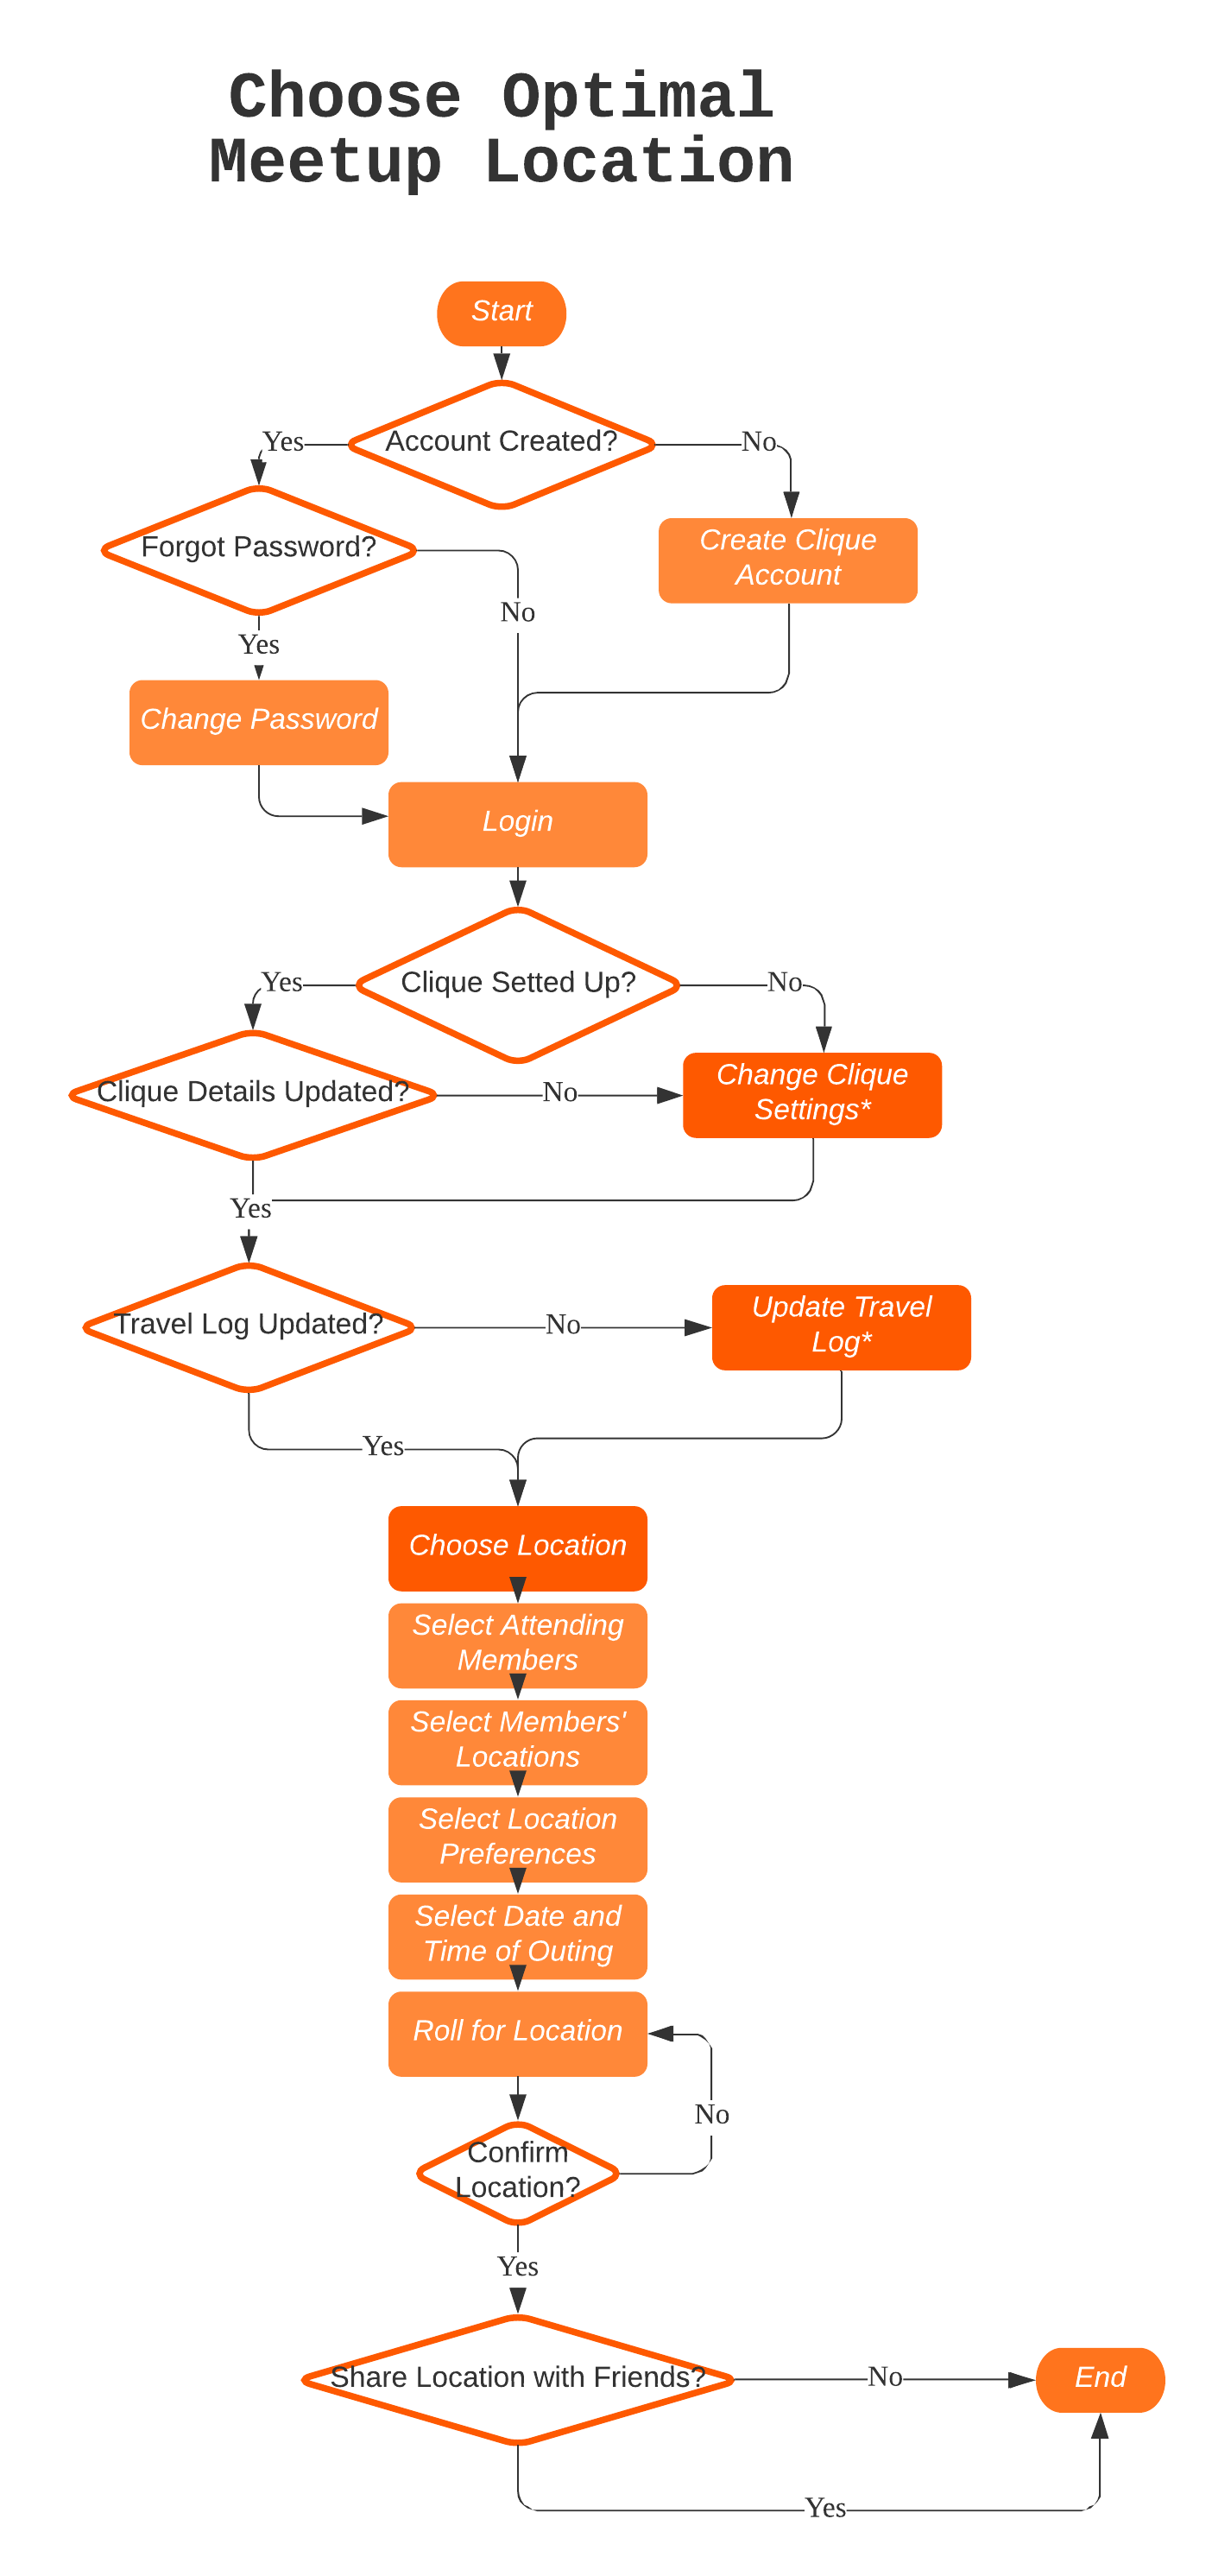 Choose Optimal
Meetup Location
Start
Account Created?
Yes
No
Forgot Password?
Create Clique
Account
No
Yes
Change Password
Login
Clique Setted Up?
Yes
No
Clique Details Updated?
No
Change Clique
Settings*
Yes
Travel Log Updated?
No
Update Travel
Log*
Yes
Choose Location
Select Attending
Members
Select Members'
Locations
Select Location
Preferences
Select Date and
Time of Outing
Roll for Location
No
Confirm
Location?
Yes
Share Location with Friends?
No
End
Yes